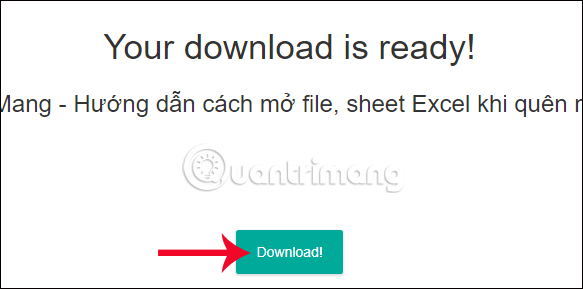 Your download is ready!
Mang - Hướng dẫn cách mở file, sheet Excel khi quên
Quantrimang
Download!